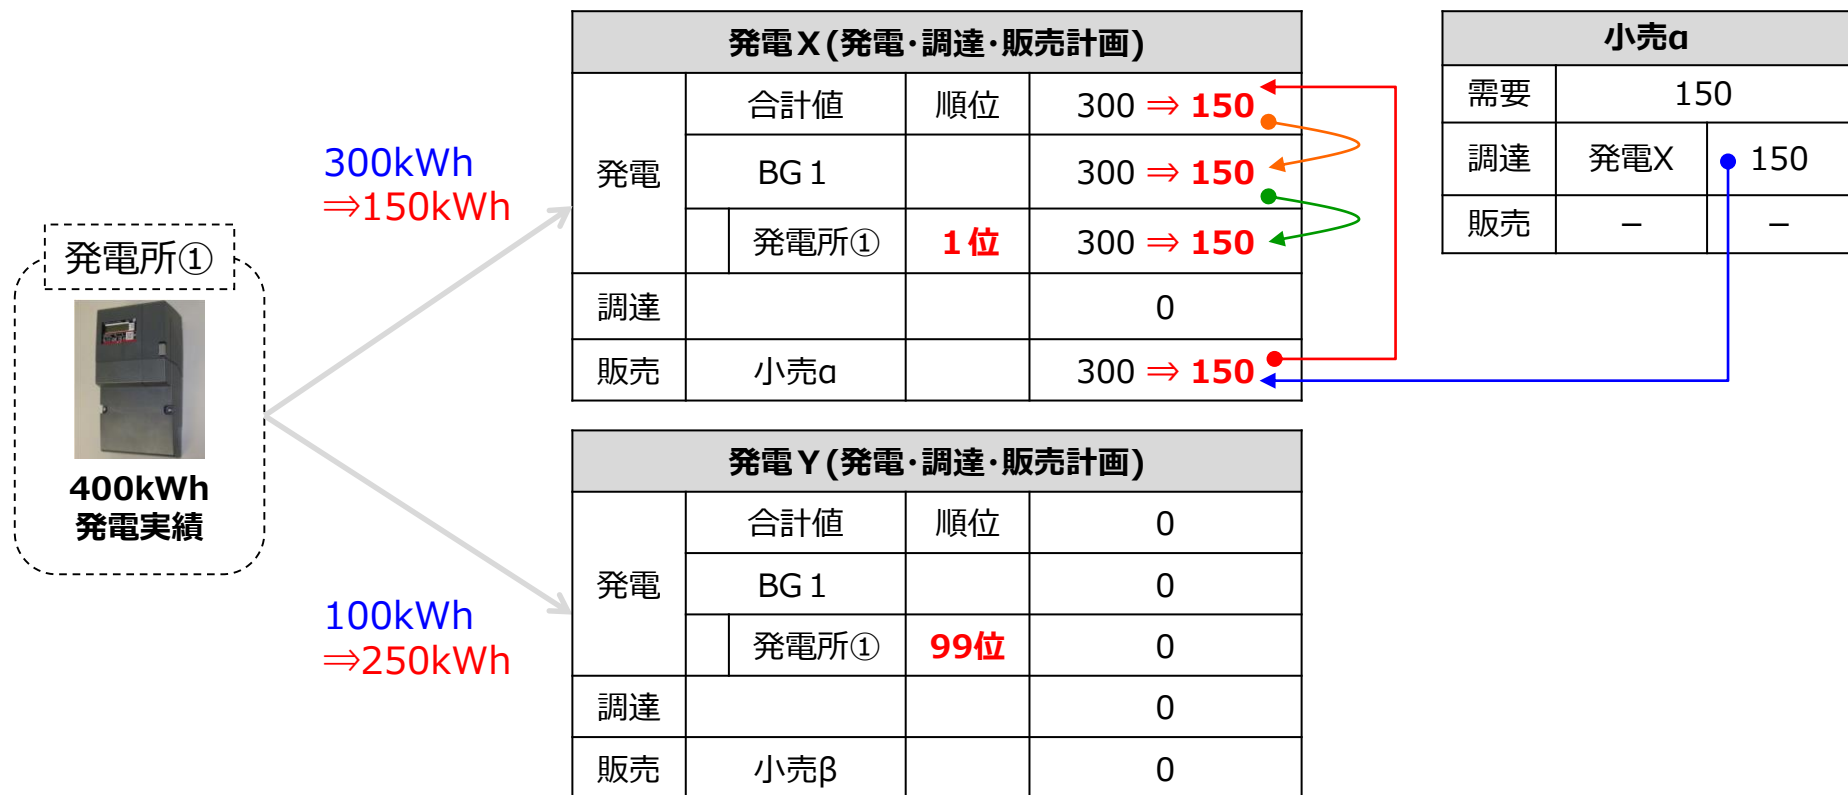 発電所①
400kWh
発電実績
300kWh
⇒150kWh
100kWh
⇒250kWh
発電X(発電・調達・販売計画)
発電 合計値 順位 300 ⇒ 150
BG1 300 ⇒ 150
発電所① 1位 300 ⇒ 150
調達 0
販売 小売α 300 ⇒ 150
発電Y(発電・調達・販売計画)
発電 合計値 順位 0
BG1 0
発電所① 99位 0
調達 0
販売 小売β 0
小売α
需要 150
調達 発電X 150
販売 － －